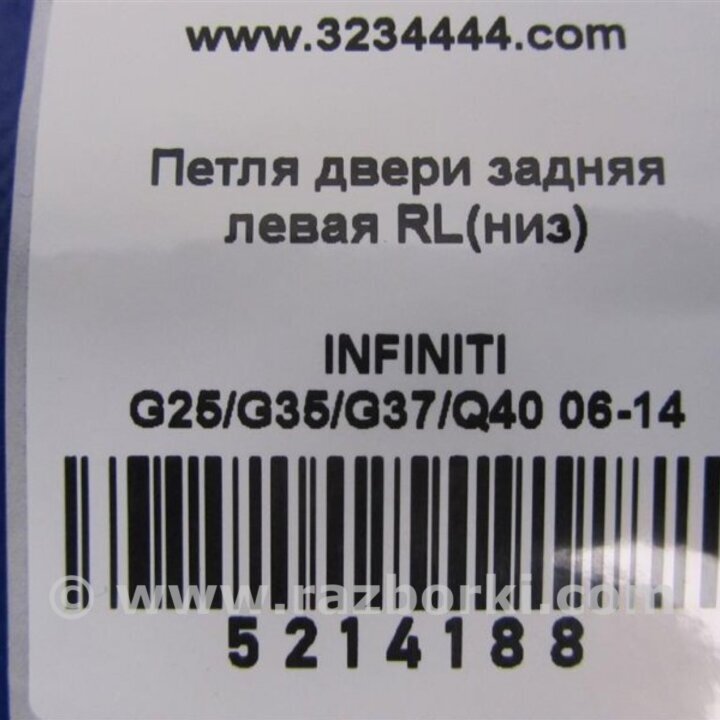 www.3234444.com
Петля двери задняя
левая RL(низ)
INFINITI
G25/G35/G37/Q40 06-14
© www.razborki.com
5214188